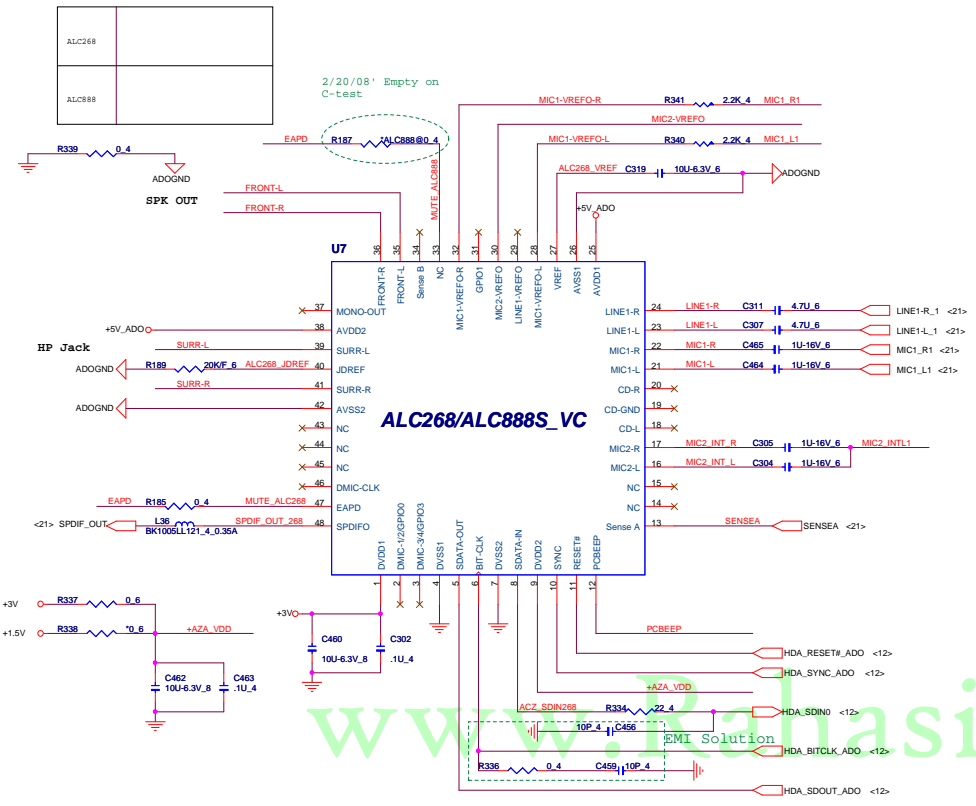 ALC268
ALC888
2/20/08' Empty on
C-test
EAPD
R187
*ALC888@0_4
MUTE_ALC888
MIC1-VREFO-R
R341
2.2K_4
MIC1_R1
MIC2-VREFO
MIC1-VREFO-L
R340
2.2K_4
MIC1_L1
ALC268_VREF
C319
10U-6.3V_6
ADOGND
+5V_ADO
R339
0_4
ADOGND
SPK OUT
FRONT-L
FRONT-R
U7
36
35
34
33
32
31
30
29
28
27
26
25
FRONT-R
FRONT-L
Sense B
NC
MIC1-VREFO-R
GPIO1
MIC2-VREFO
LINE1-VREFO
MIC1-VREFO-L
VREF
AVSS1
AVDD1
37
MONO-OUT
+5V_ADO
38
AVDD2
HP Jack
SURR-L
39
SURR-L
ADOGND
R189
20K/F_6
ALC268_JDREF
40
JDREF
SURR-R
41
SURR-R
ADOGND
42
AVSS2
43
NC
44
NC
45
NC
46
DMIC-CLK
EAPD
R185
0_4
MUTE_ALC268
47
EAPD
<21>
SPDIF_OUT
L36
BK1005LL121_4_0.35A
SPDIF_OUT_268
48
SPDIFO
ALC268/ALC888S_VC
LINE1-R
24
LINE1-R
C311
4.7U_6
LINE1-R_1 <21>
LINE1-L
23
LINE1-L
C307
4.7U_6
LINE1-L_1 <21>
MIC1-R
22
MIC1-R
C465
1U-16V_6
MIC1_R1 <21>
MIC1-L
21
MIC1-L
C464
1U-16V_6
MIC1_L1 <21>
CD-R
20
CD-GND
19
CD-L
18
MIC2-R
17
MIC2_INT_R
C305
1U-16V_6
MIC2_INTL1
MIC2-L
16
MIC2_INT_L
C304
1U-16V_6
NC
15
NC
14
Sense A
13
SENSEA
SENSEA <21>
DVDD1
DMIC-1/2/GPIO0
DMIC-3/4/GPIO3
DVSS1
SDATA-OUT
BIT-CLK
DVSS2
SDATA-IN
DVDD2
SYNC
RESET#
PCBEEP
1
2
3
4
5
6
7
8
9
10
11
12
+3V
R337
0_6
+1.5V
R338
*0_6
+AZA_VDD
C462
10U-6.3V_8
C463
.1U_4
+3V
C460
10U-6.3V_8
C302
.1U_4
PCBEEP
HDA_RESET#_ADO <12>
HDA_SYNC_ADO <12>
+AZA_VDD
ACZ_SDIN268
R334
22_4
HDA_SDIN0 <12>
10P_4
C456
EMI Solution
HDA_BITCLK_ADO <12>
R336
0_4
C459
10P_4
HDA_SDOUT_ADO <12>
www.Rahasi